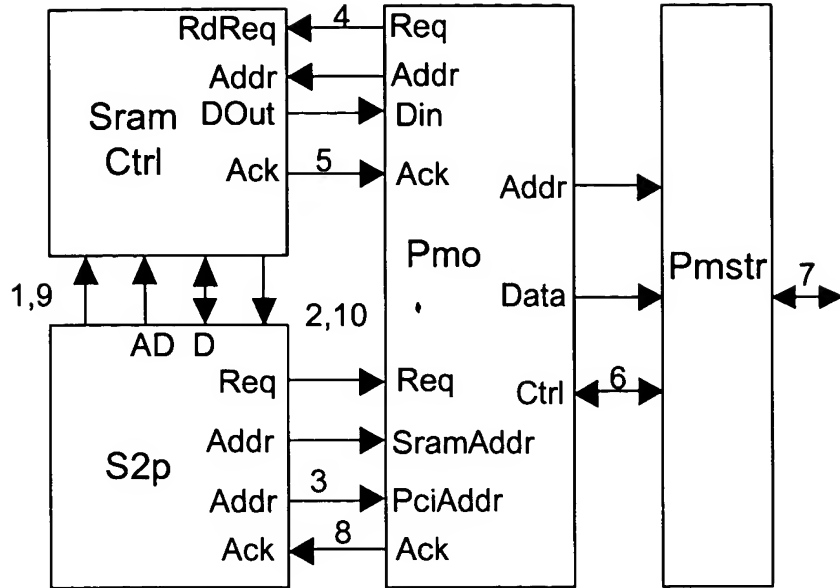 RdReq 4 Req
Addr Addr
Sram Ctrl
DOut Din
Ack 5 Ack
Addr
Pmo
Pmstr
Data
7
1,9
2,10
AD D
Req Req
Ctrl 6
Addr SramAddr
S2p
Addr 3 PciAddr
Ack 8 Ack